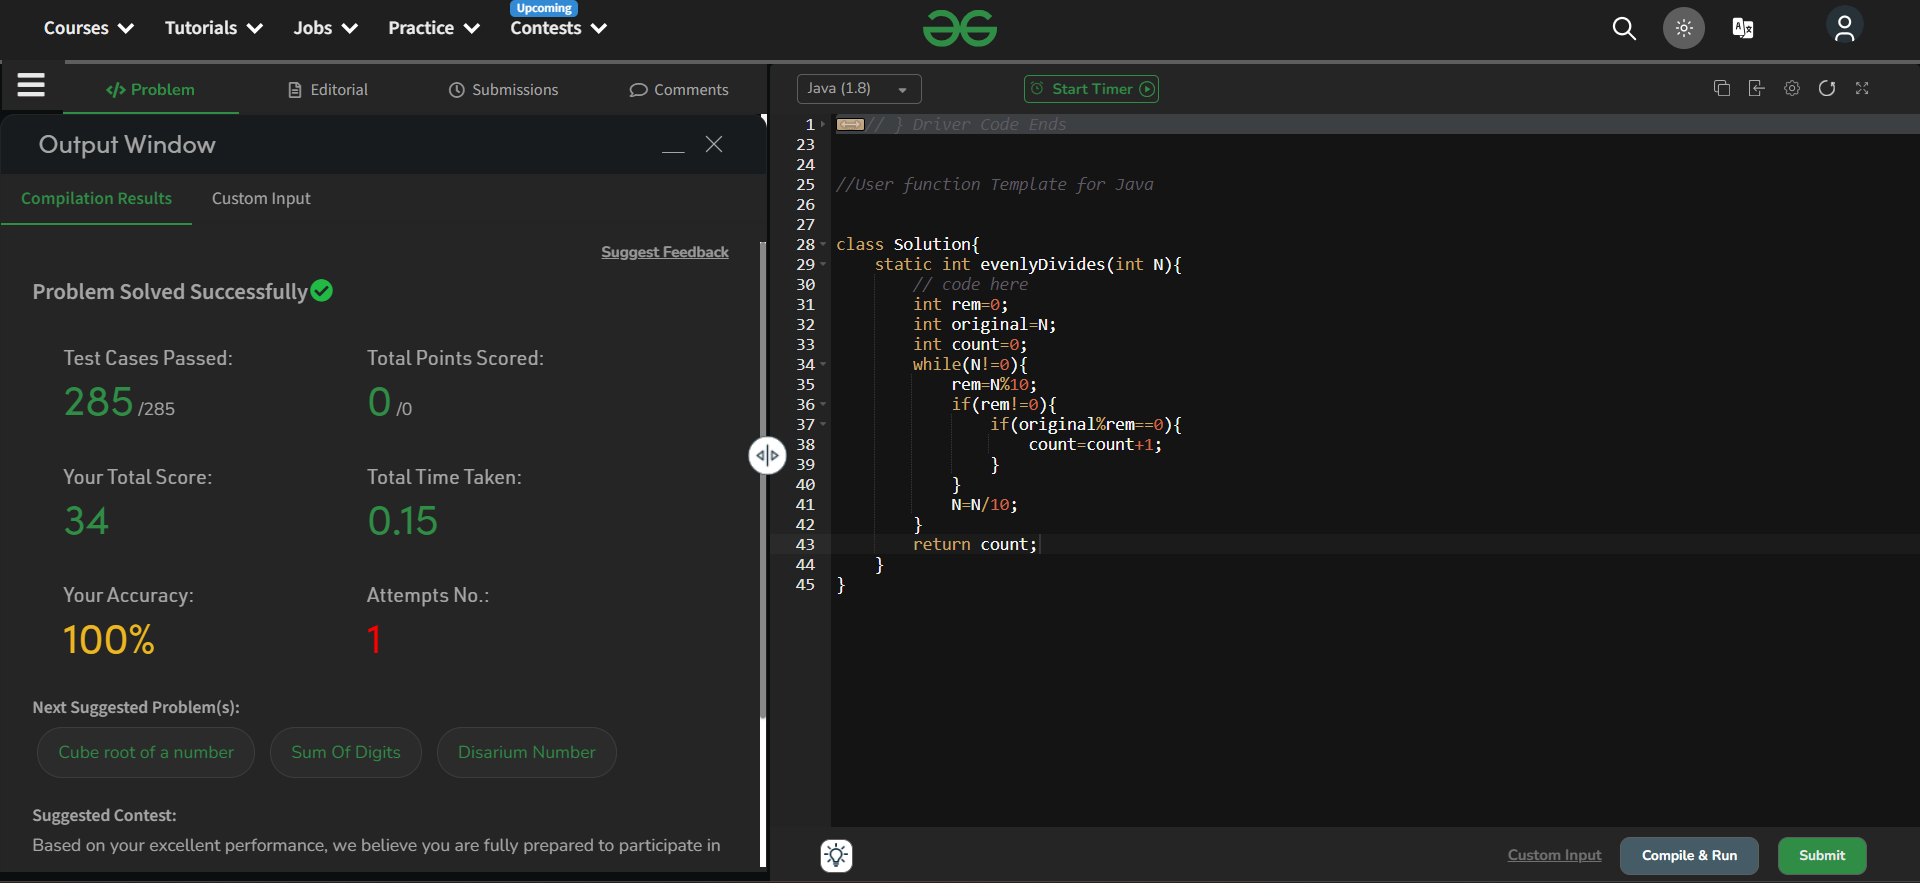 Upcoming
Courses Tutorials Jobs Practice Contests
Problem Editorial Submissions Comments
Output Window
Compilation Results Custom Input
Suggest Feedback
Problem Solved Successfully
Test Cases Passed: Total Points Scored:
285 /285 0 /0
Your Total Score: Total Time Taken:
34 0.15
Your Accuracy: Attempts No.:
100% 1
Next Suggested Problem(s):
Cube root of a number Sum Of Digits Disarium Number
Suggested Contest:
Based on your excellent performance, we believe you are fully prepared to participate in
Java (1.8) Start Timer
1 // } Driver Code Ends
23
24
25 //User function Template for Java
26
27
28 class Solution{
29 static int evenlyDivides(int N){
30 // code here
31 int rem=0;
32 int original=N;
33 int count=0;
34 while(N!=0){
35 rem=N%10;
36 if(rem!=0){
37 if(original%rem==0){
38 count=count+1;
39 }
40 }
41 N=N/10;
42 }
43 return count;
44 }
45 }
Custom Input Compile & Run Submit